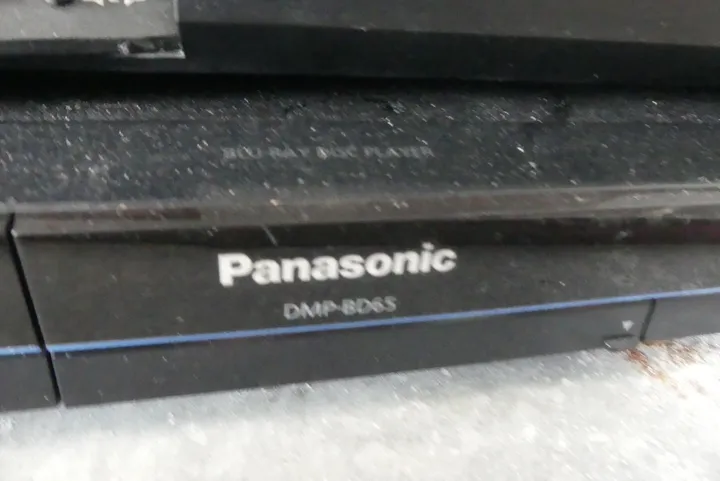 BLU-RAY DISC PLAYER
Panasonic
DMP-BD65